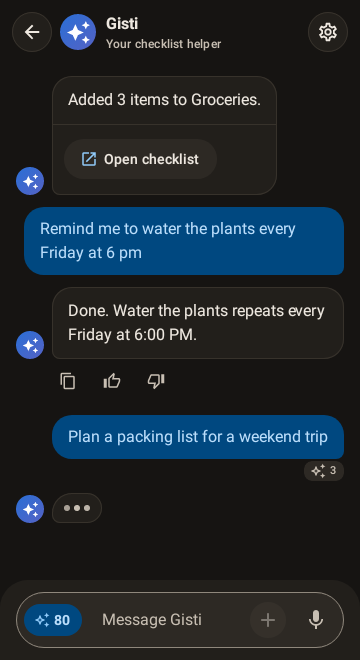 Gisti
Your checklist helper
Added 3 items to Groceries.
Open checklist
Remind me to water the plants every
Friday at 6 pm
Done. Water the plants repeats every
Friday at 6:00 PM.
Plan a packing list for a weekend trip
3
80
Message Gisti